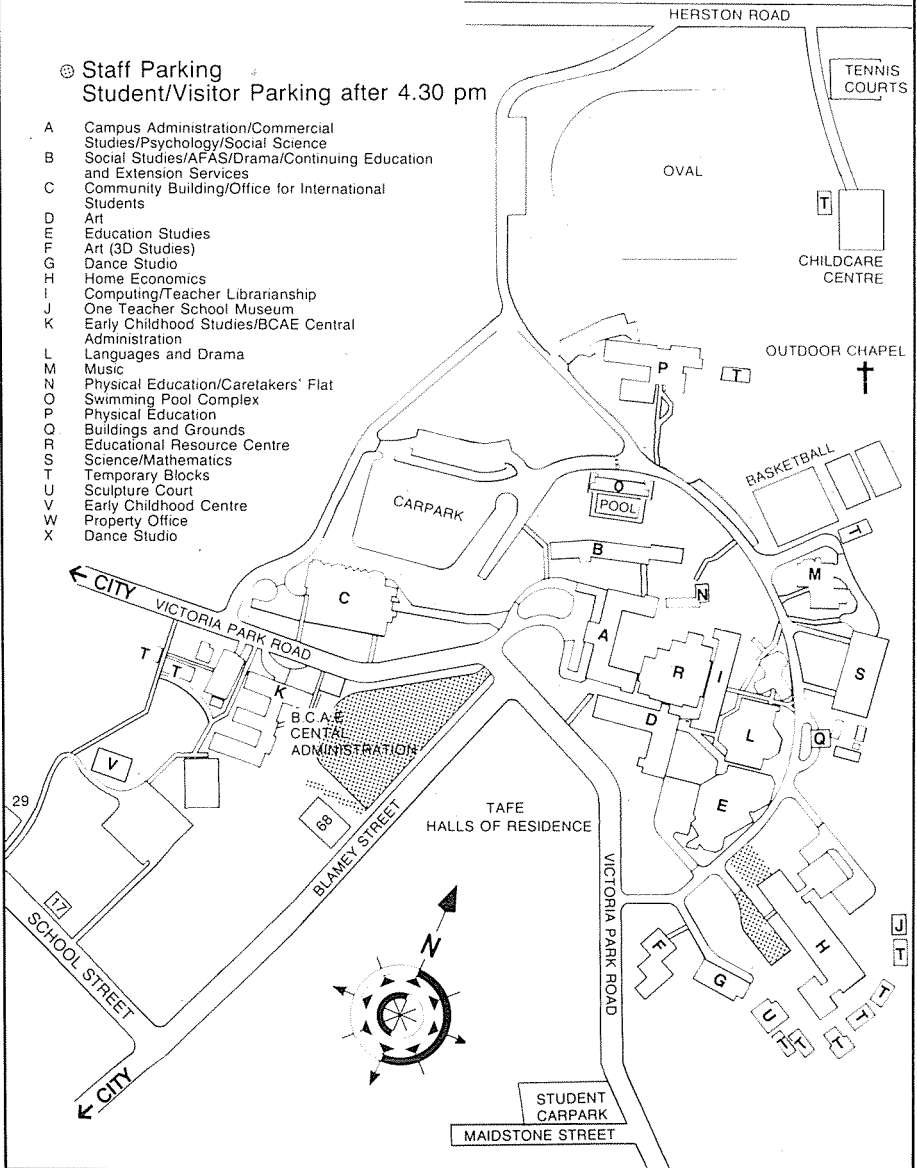 HERSTON ROAD
Staff Parking
Student/Visitor Parking after 4.30 pm
A Campus Administration/Commercial
Studies/Psychology/Social Science
B Social Studies/AFAS/Drama/Continuing Education
and Extension Services
C Community Building/Office for International
Students
D Art
E Education Studies
F Art (3D Studies)
G Dance Studio
H Home Economics
I Computing/Teacher Librarianship
J One Teacher School Museum
K Early Childhood Studies/BCAE Central
Administration
L Languages and Drama
M Music
N Physical Education/Caretakers' Flat
O Swimming Pool Complex
P Physical Education
Q Buildings and Grounds
R Educational Resource Centre
S Science/Mathematics
T Temporary Blocks
U Sculpture Court
V Early Childhood Centre
W Property Office
X Dance Studio
TENNIS
COURTS
OVAL
T
CHILDCARE
CENTRE
OUTDOOR CHAPEL
P
T
BASKETBALL
T
CARPARK
O
POOL
B
N
M
C
A
R
I
S
CITY
VICTORIA PARK ROAD
T
T
K
B.C.A.E
CENTAL
ADMINISTRATION
D
L
Q
V
E
29
68
BLAMEY STREET
TAFE
HALLS OF RESIDENCE
VICTORIA PARK ROAD
17
SCHOOL STREET
N
F
G
H
J
T
U
T
T
T
T
T
CITY
STUDENT
CARPARK
MAIDSTONE STREET